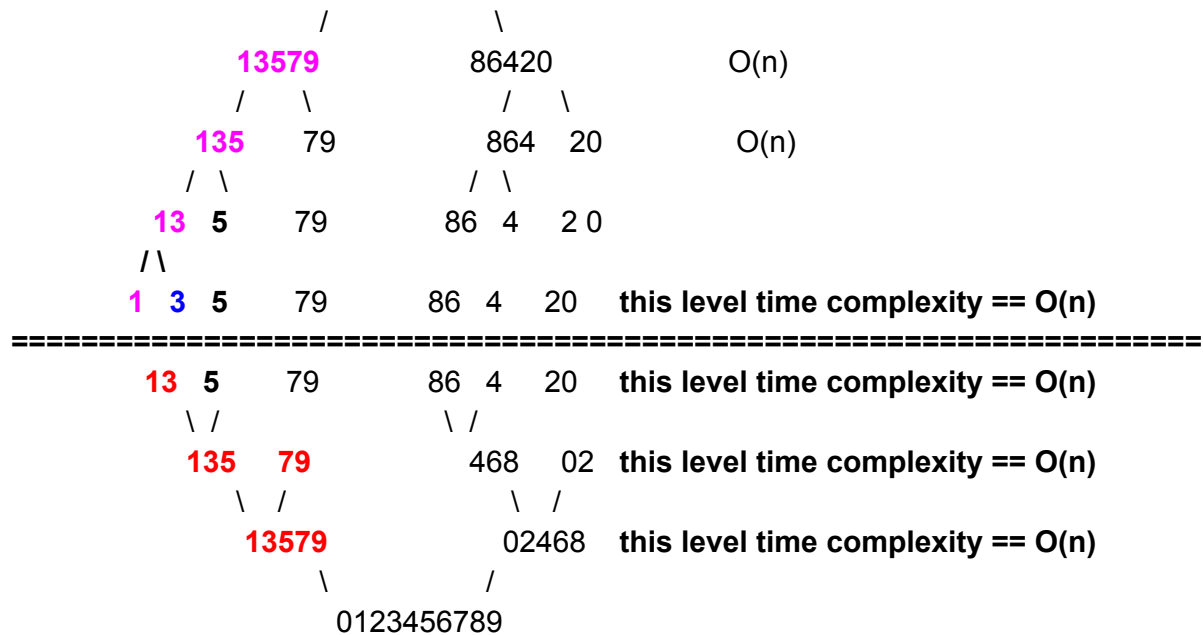 / \
13579 86420 O(n)
/ \ / \
135 79 864 20 O(n)
/ \ / \
13 5 79 86 4 2 0
/ \
1 3 5 79 86 4 20 this level time complexity == O(n)
====================================================================
13 5 79 86 4 20 this level time complexity == O(n)
\ / \ /
135 79 468 02 this level time complexity == O(n)
\ / \ /
13579 02468 this level time complexity == O(n)
\ /
0123456789